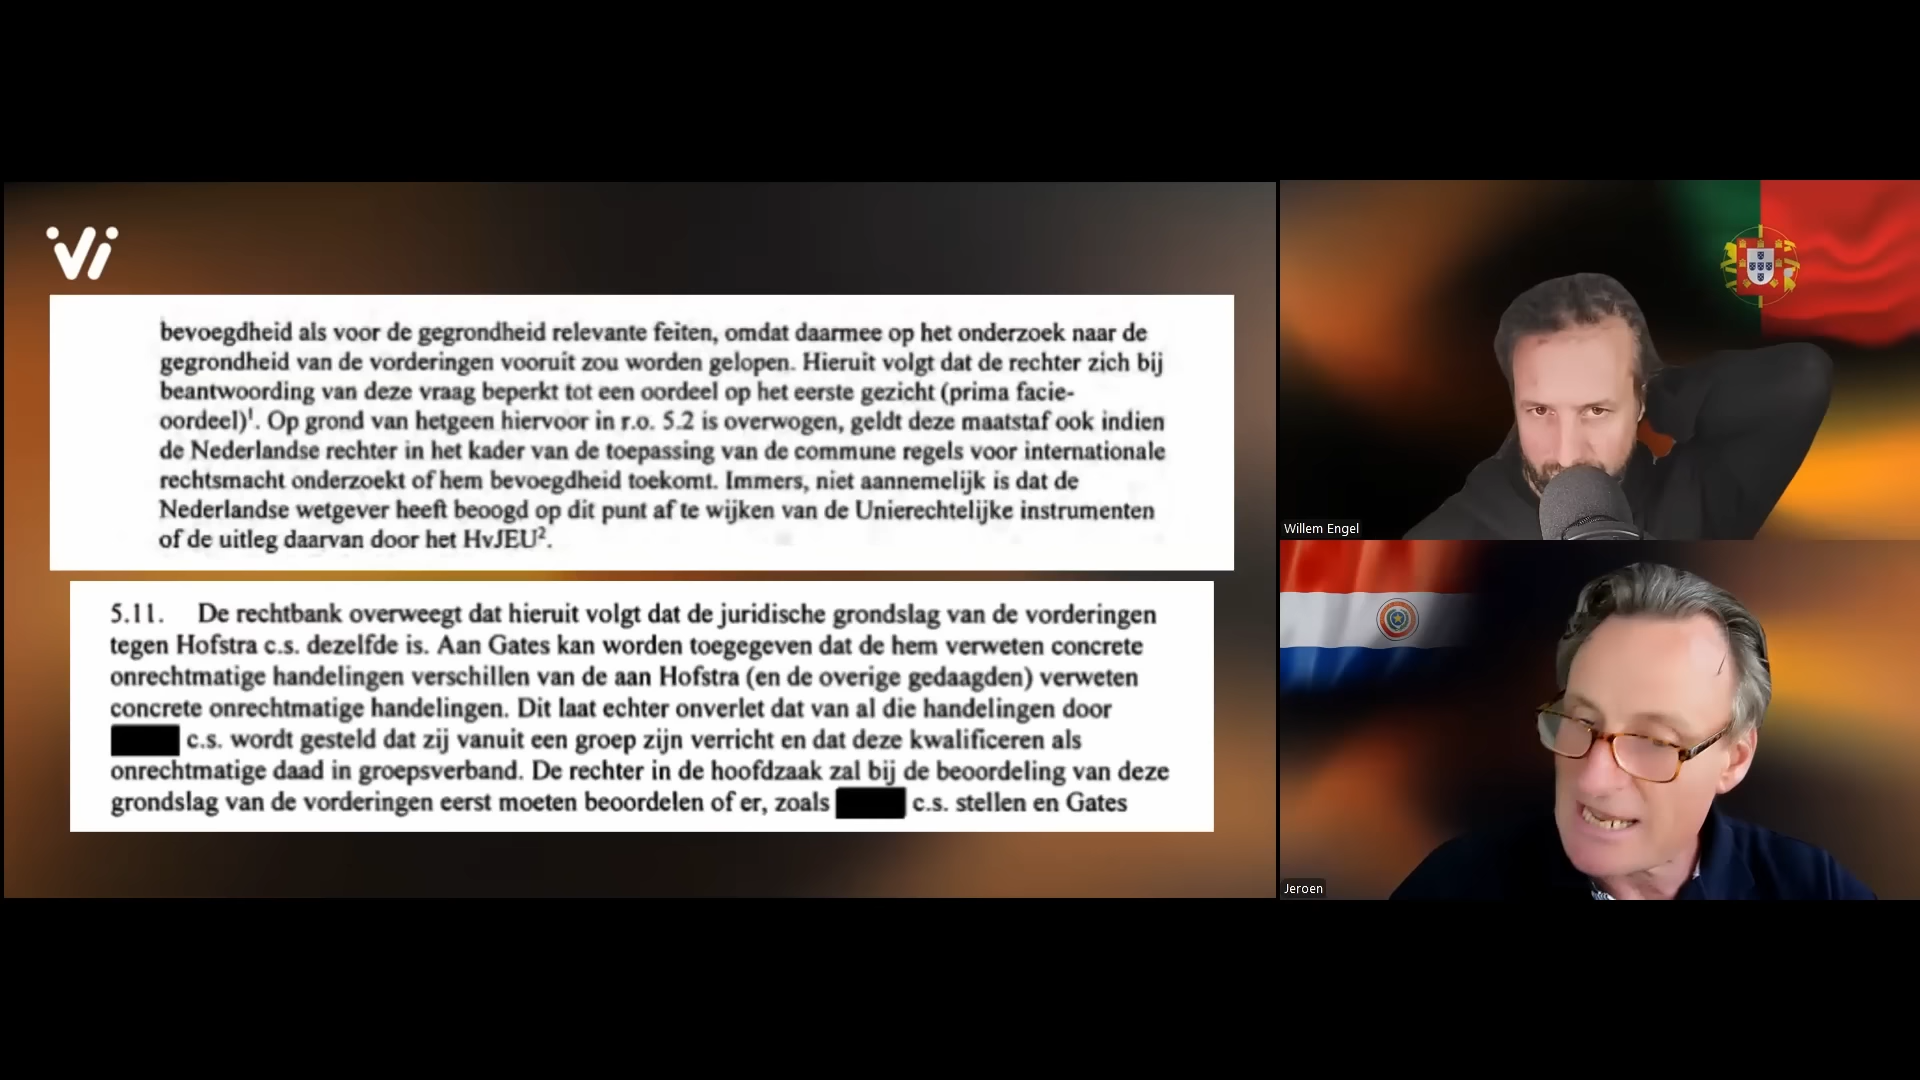 Vi
bevoegdheid als voor de gegrondheid relevante feiten, omdat daarmee op het onderzoek naar de
gegrondheid van de vorderingen vooruit zou worden gelopen. Hieruit volgt dat de rechter zich bij
beantwoording van deze vraag beperkt tot een oordeel op het eerste gezicht (prima facie-
oordeel)¹. Op grond van hetgeen hiervoor in r.o. 5.2 is overwogen, geldt deze maatstaf ook indien
de Nederlandse rechter in het kader van de toepassing van de commune regels voor internationale
rechtsmacht onderzoekt of hem bevoegdheid toekomt. Immers, niet aannemelijk is dat de
Nederlandse wetgever heeft beoogd op dit punt af te wijken van de Unierechtelijke instrumenten
of de uitleg daarvan door het HvJEU².
5.11. De rechtbank overweegt dat hieruit volgt dat de juridische grondslag van de vorderingen
tegen Hofstra c.s. dezelfde is. Aan Gates kan worden toegegeven dat de hem verweten concrete
onrechtmatige handelingen verschillen van de aan Hofstra (en de overige gedaagden) verweten
concrete onrechtmatige handelingen. Dit laat echter onverlet dat van al die handelingen door
c.s. wordt gesteld dat zij vanuit een groep zijn verricht en dat deze kwalificeren als
onrechtmatige daad in groepsverband. De rechter in de hoofdzaak zal bij de beoordeling van deze
grondslag van de vorderingen eerst moeten beoordelen of er, zoals c.s. stellen en Gates
Willem Engel
Jeroen